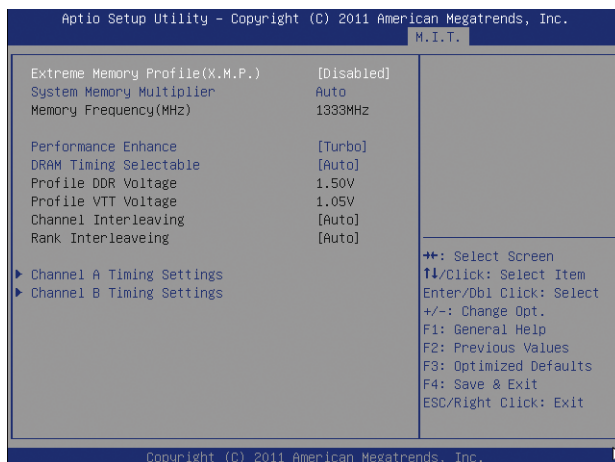 Aptio Setup Utility – Copyright (C) 2011 American Megatrends, Inc.
M.I.T.
Extreme Memory Profile(X.M.P.) [Disabled]
System Memory Multiplier Auto
Memory Frequency(MHz) 1333MHz
Performance Enhance [Turbo]
DRAM Timing Selectable [Auto]
Profile DDR Voltage 1.50V
Profile VTT Voltage 1.05V
Channel Interleaving [Auto]
Rank Interleaveing [Auto]
▶ Channel A Timing Settings
▶ Channel B Timing Settings
→←: Select Screen
↑↓/Click: Select Item
Enter/Dbl Click: Select
+/-: Change Opt.
F1: General Help
F2: Previous Values
F3: Optimized Defaults
F4: Save & Exit
ESC/Right Click: Exit
Copyright (C) 2011 American Megatrends, Inc.